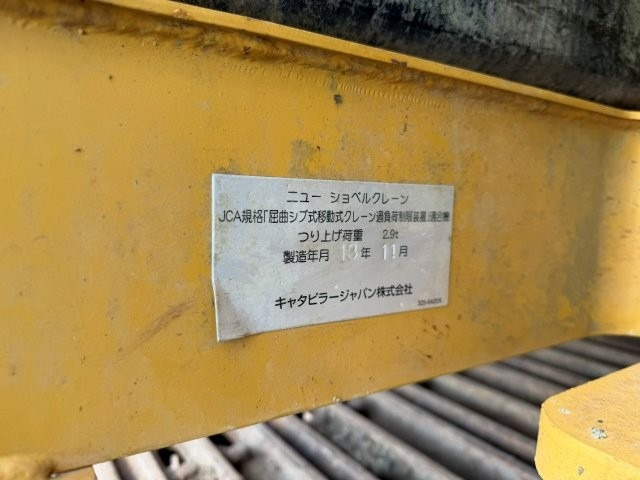 ニュー ショベルクレーン
JCA規格「屈曲ジブ式移動式クレーン過負荷制限装置」適合機
つり上げ荷重 2.9t
製造年月 13年 11月
キャタピラージャパン株式会社